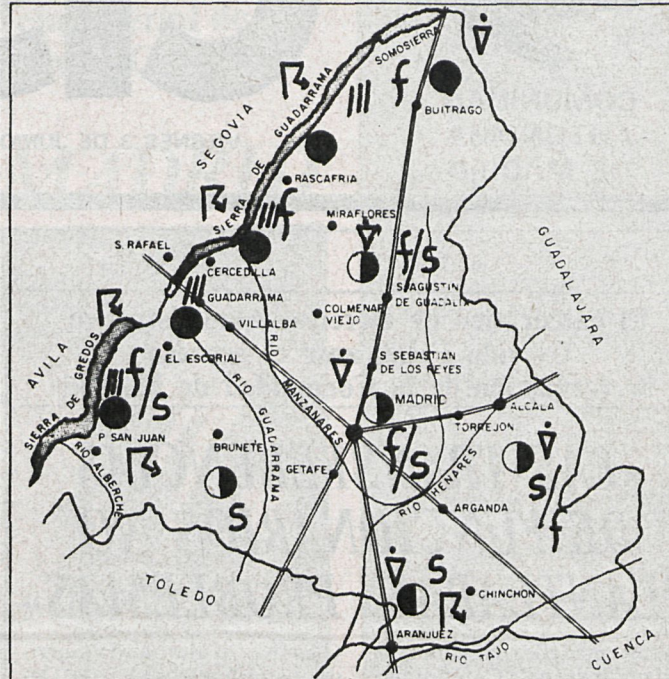 SOMOSIERRA
f
BUITRAGO
SEGOVIA
SIERRA DE GUADARRAMA
RASCAFRIA
MIRAFLORES
f
f/S
GUADALAJARA
S. RAFAEL
CERCEDILLA
GUADARRAMA
S. AGUSTIN
DE GUADALIX
COLMENAR
VIEJO
VILLALBA
AVILA
SIERRA DE GREDOS
EL ESCORIAL
f/S
RIO GUADARRAMA
RIO MANZANARES
S SEBASTIAN
DE LOS REYES
MADRID
ALCALA
TORREJON
P SAN JUAN
RIO ALBERCHE
BRUNETE
GETAFE
f/S
S/f
RIO HENARES
ARGANDA
S
TOLEDO
S
CHINCHON
ARANJUEZ
RIO TAJO
CUENCA